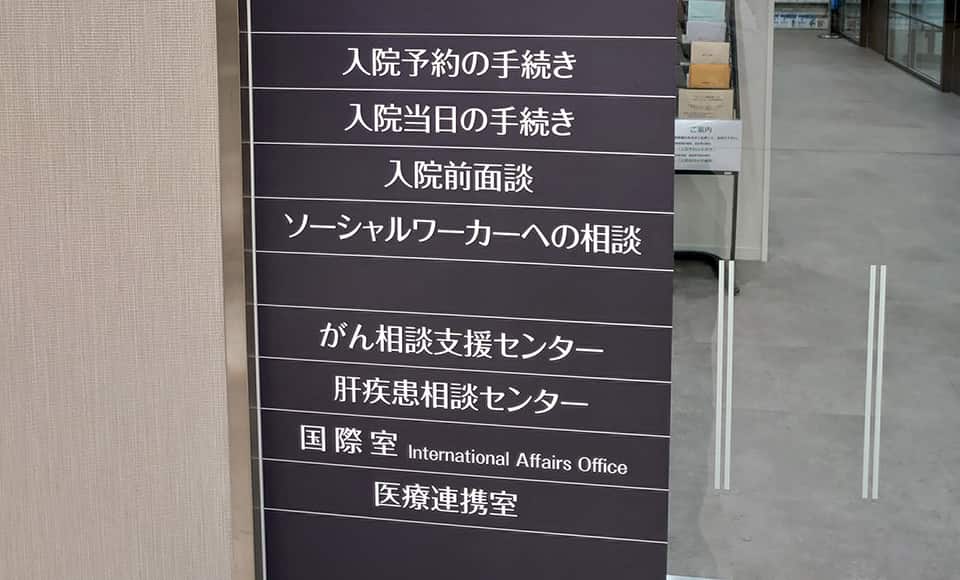 入院予約の手続き
入院当日の手続き
入院前面談
ソーシャルワーカーへの相談
がん相談支援センター
肝疾患相談センター
国際室 International Affairs Office
医療連携室
ご案内